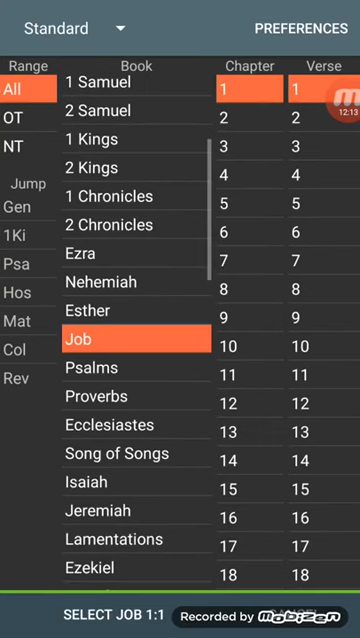 Standard
PREFERENCES
Range Book Chapter Verse
All
OT
NT
Jump
Gen
1Ki
Psa
Hos
Mat
Col
Rev
1 Samuel
2 Samuel
1 Kings
2 Kings
1 Chronicles
2 Chronicles
Ezra
Nehemiah
Esther
Job
Psalms
Proverbs
Ecclesiastes
Song of Songs
Isaiah
Jeremiah
Lamentations
Ezekiel
1
2
3
4
5
6
7
8
9
10
11
12
13
14
15
16
17
18
1
2
3
4
5
6
7
8
9
10
11
12
13
14
15
16
17
18
12:13
SELECT JOB 1:1
Recorded by mobizen